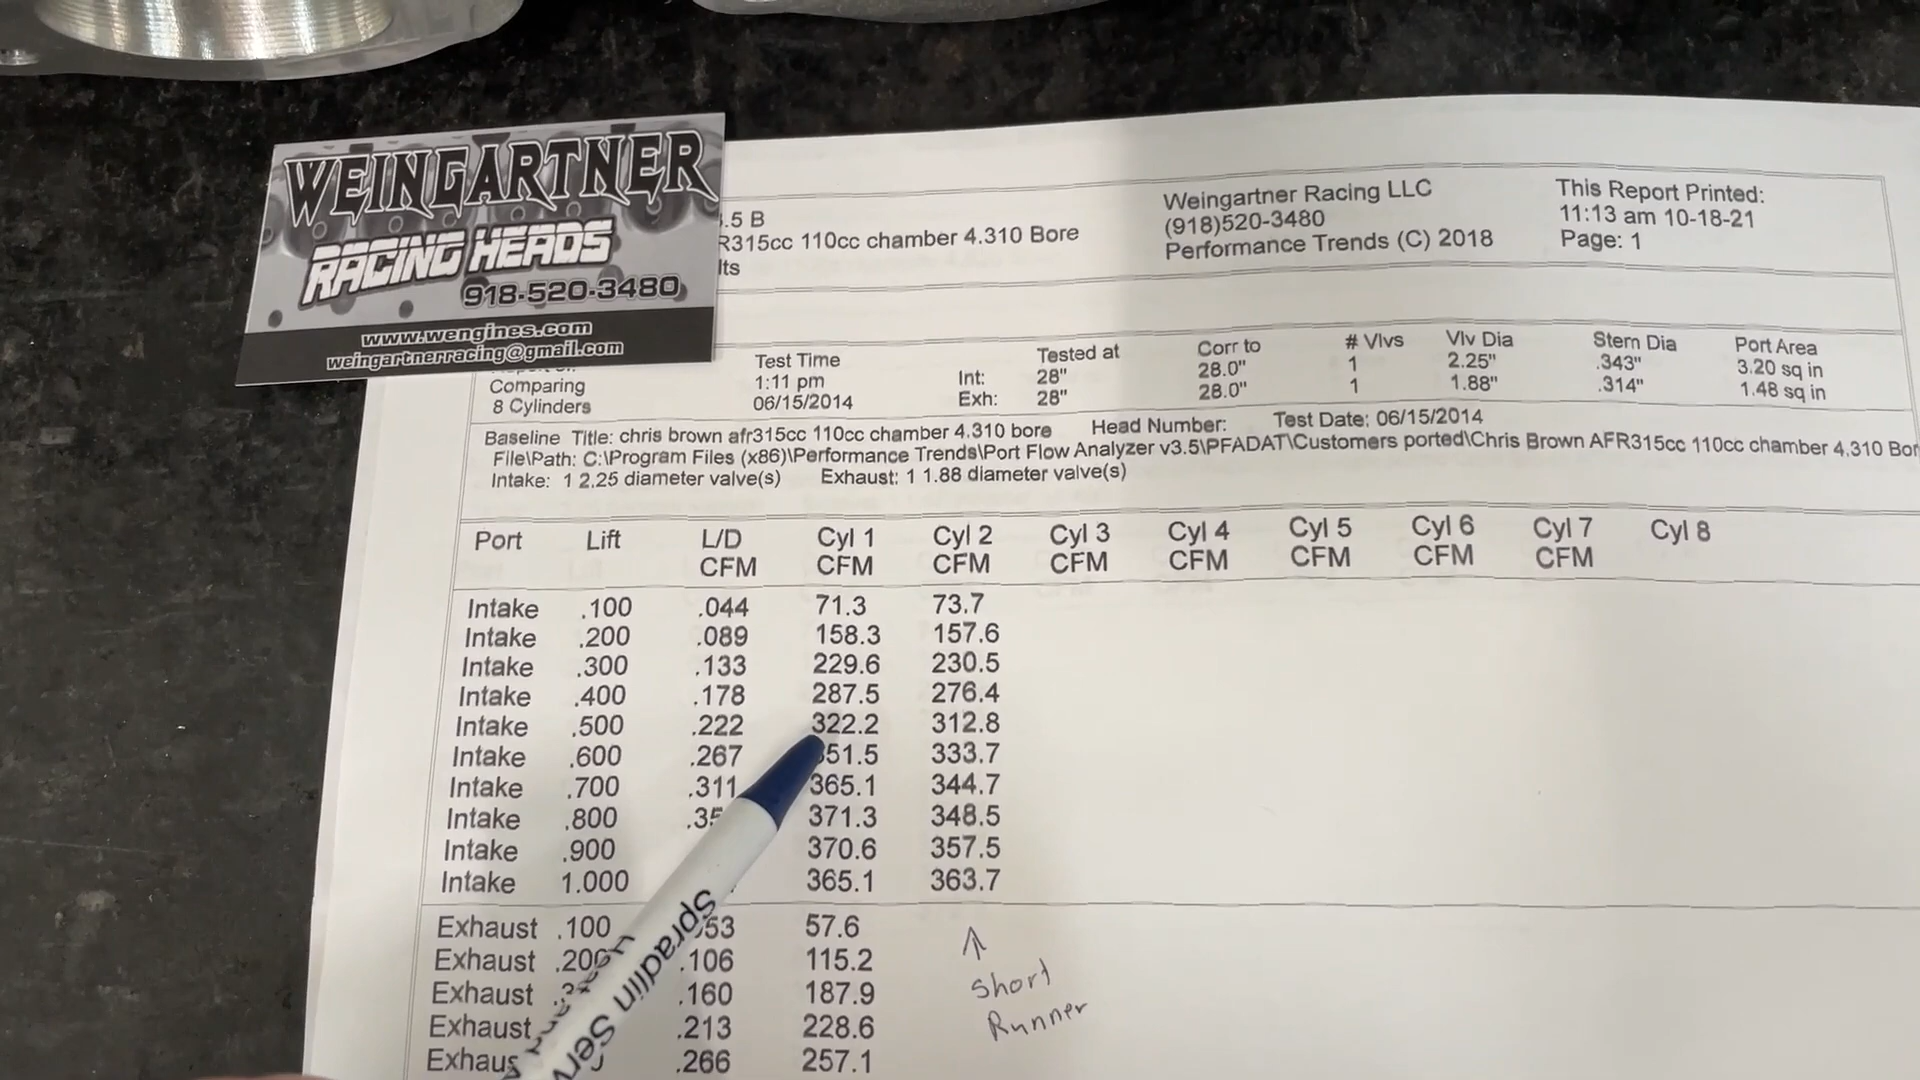 WEINGARTNER
RACING HEADS
918-520-3480
www.wengines.com
weingartnerracing@gmail.com
.5 B
R315cc 110cc chamber 4.310 Bore
lts
Weingartner Racing LLC
(918)520-3480
Performance Trends (C) 2018
This Report Printed:
11:13 am 10-18-21
Page: 1
Test Time Tested at Corr to # Vlvs Vlv Dia Stem Dia Port Area
Comparing 1:11 pm Int: 28" 28.0" 1 2.25" .343" 3.20 sq in
8 Cylinders 06/15/2014 Exh: 28" 28.0" 1 1.88" .314" 1.48 sq in
Baseline Title: chris brown afr315cc 110cc chamber 4.310 bore Head Number: Test Date: 06/15/2014
File\Path: C:\Program Files (x86)\Performance Trends\Port Flow Analyzer v3.5\PFADAT\Customers ported\Chris Brown AFR315cc 110cc chamber 4.310 Bor
Intake: 1 2.25 diameter valve(s) Exhaust: 1 1.88 diameter valve(s)
Port Lift L/D Cyl 1 Cyl 2 Cyl 3 Cyl 4 Cyl 5 Cyl 6 Cyl 7 Cyl 8
CFM CFM CFM CFM CFM CFM CFM CFM
Intake .100 .044 71.3 73.7
Intake .200 .089 158.3 157.6
Intake .300 .133 229.6 230.5
Intake .400 .178 287.5 276.4
Intake .500 .222 322.2 312.8
Intake .600 .267 51.5 333.7
Intake .700 .311 365.1 344.7
Intake .800 .35 371.3 348.5
Intake .900 370.6 357.5
Intake 1.000 365.1 363.7
Exhaust .100 53 57.6
Exhaust .200 .106 115.2
Exhaust .160 187.9
Exhaust .213 228.6
Exhaus .266 257.1
Short
Runner
Spradlin Serv